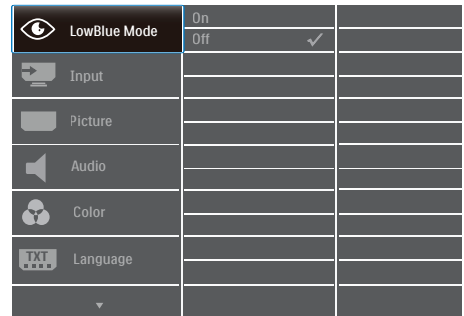 LowBlue Mode
On
Off
Input
Picture
Audio
Color
TXT
Language